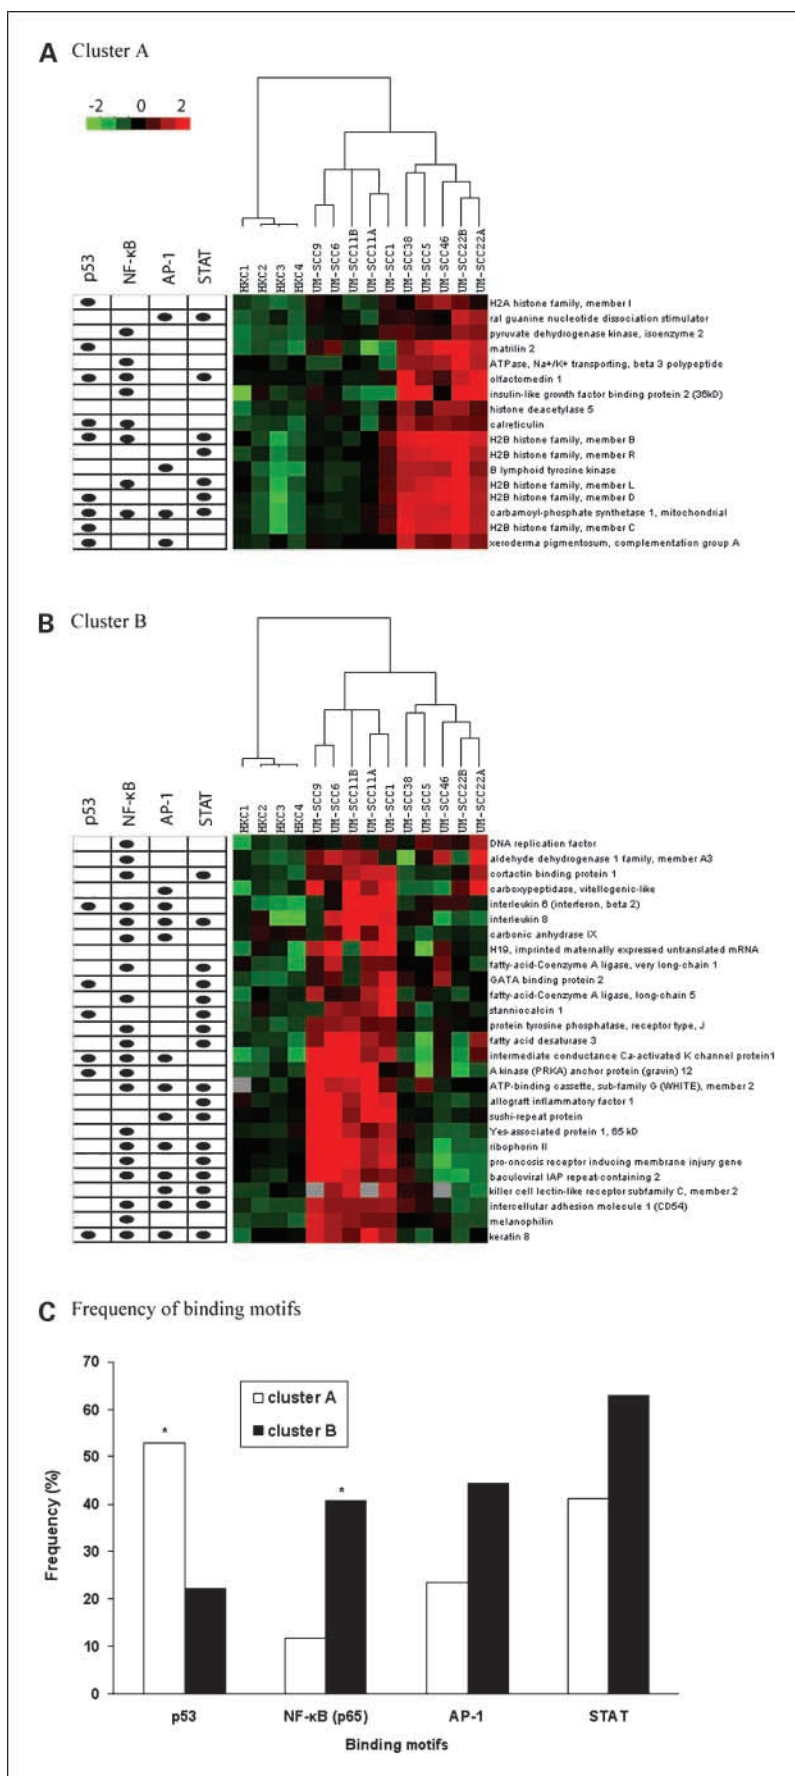 A Cluster A
-2 0 2
p53 NF-κB AP-1 STAT
HKC1 HKC2 HKC3 HKC4 UM-SCC9 UM-SCC6 UM-SCC11B UM-SCC11A UM-SCC1 UM-SCC38 UM-SCC5 UM-SCC46 UM-SCC22B UM-SCC22A
H2A histone family, member I
ral guanine nucleotide dissociation stimulator
pyruvate dehydrogenase kinase, isoenzyme 2
matrilin 2
ATPase, Na+/K+ transporting, beta 3 polypeptide
olfactomedin 1
insulin-like growth factor binding protein 2 (36kD)
histone deacetylase 5
calreticulin
H2B histone family, member B
H2B histone family, member R
B lymphoid tyrosine kinase
H2B histone family, member L
H2B histone family, member D
carbamoyl-phosphate synthetase 1, mitochondrial
H2B histone family, member C
xeroderma pigmentosum, complementation group A
B Cluster B
p53 NF-κB AP-1 STAT
HKC1 HKC2 HKC3 HKC4 UM-SCC9 UM-SCC6 UM-SCC11B UM-SCC11A UM-SCC1 UM-SCC38 UM-SCC5 UM-SCC46 UM-SCC22B UM-SCC22A
DNA replication factor
aldehyde dehydrogenase 1 family, member A3
cortactin binding protein 1
carboxypeptidase, vitellogenic-like
interleukin 6 (interferon, beta 2)
interleukin 8
carbonic anhydrase IX
H19, imprinted maternally expressed untranslated mRNA
fatty-acid-Coenzyme A ligase, very long-chain 1
GATA binding protein 2
fatty-acid-Coenzyme A ligase, long-chain 5
stanniocalcin 1
protein tyrosine phosphatase, receptor type, J
fatty acid desaturase 3
intermediate conductance Ca-activated K channel protein1
A kinase (PRKA) anchor protein (gravin) 12
ATP-binding cassette, sub-family G (WHITE), member 2
allograft inflammatory factor 1
sushi-repeat protein
Yes-associated protein 1, 65 kD
ribophorin II
pro-oncosis receptor inducing membrane injury gene
baculoviral IAP repeat-containing 2
killer cell lectin-like receptor subfamily C, member 2
intercellular adhesion molecule 1 (CD54)
melanophilin
keratin 8
C Frequency of binding motifs
70
60
50
40
30
20
10
0
Frequency (%)
cluster A
cluster B
*
*
p53 NF-κB (p65) AP-1 STAT
Binding motifs